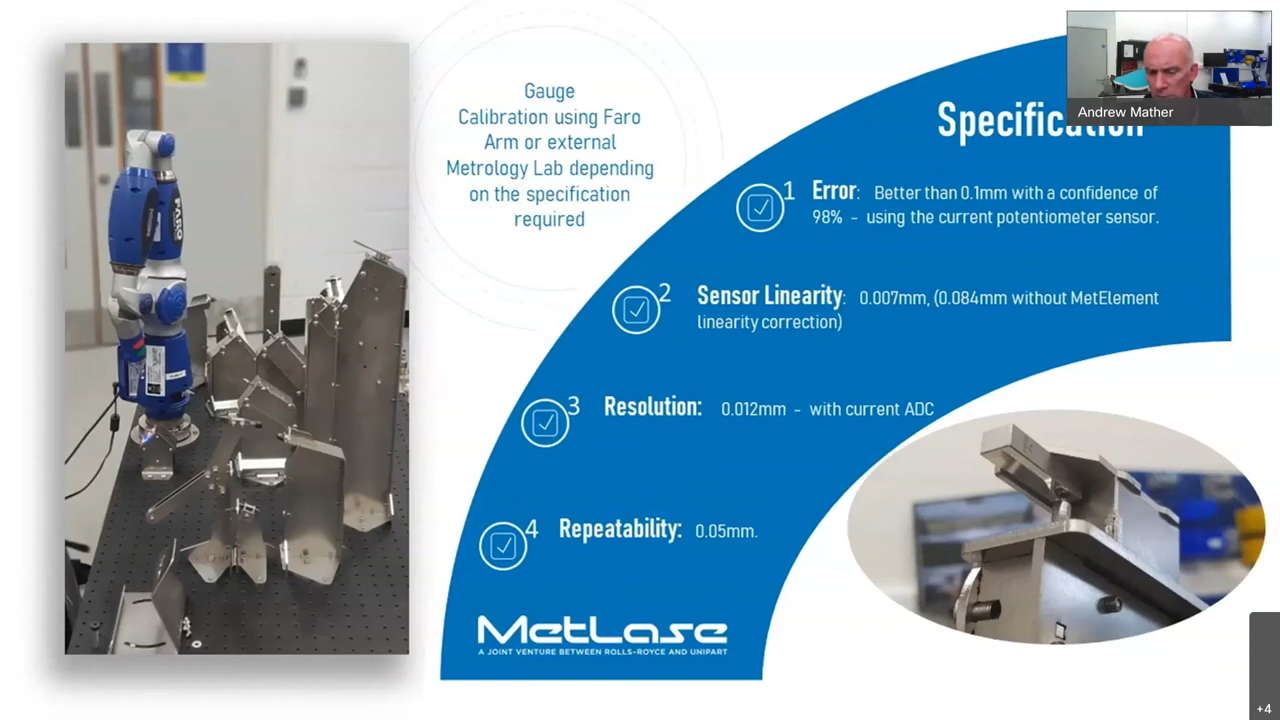 Gauge
Calibration using Faro
Arm or external
Metrology Lab depending
on the specification
required
Andrew Mather
1 Error: Better than 0.1mm with a confidence of
98% - using the current potentiometer sensor.
2 Sensor Linearity: 0.007mm, (0.084mm without MetElement
linearity correction)
3 Resolution: 0.012mm - with current ADC
4 Repeatability: 0.05mm.
MetLase
A JOINT VENTURE BETWEEN ROLLS-ROYCE AND UNIPART
FARO
+4